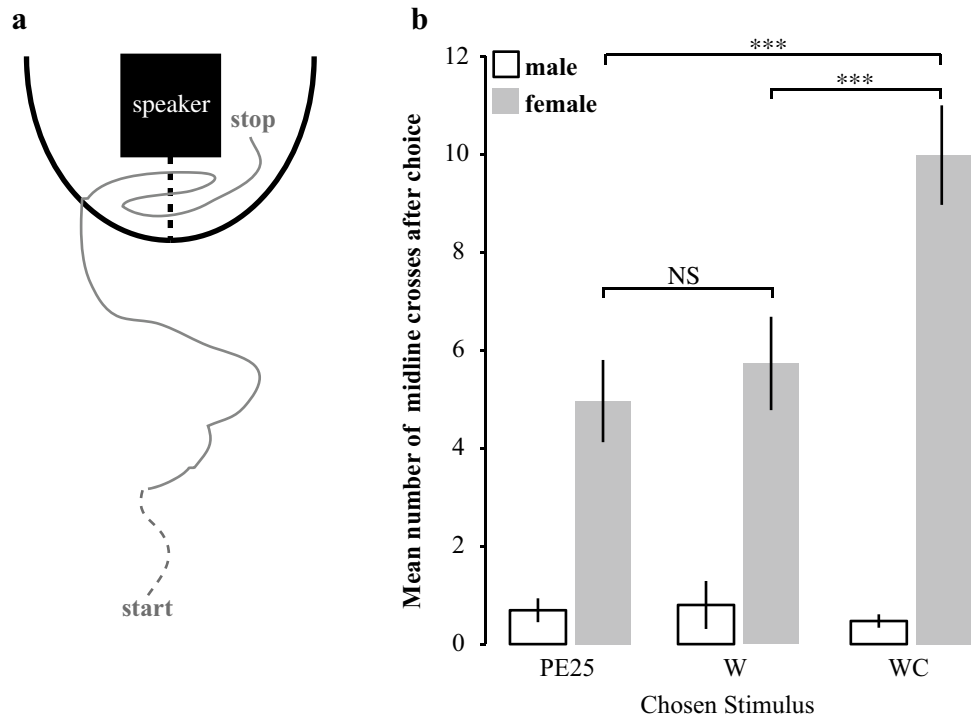 a
speaker
stop
start
b
Mean number of midline crosses after choice
12
10
8
6
4
2
0
male
female
***
***
NS
PE25 W WC
Chosen Stimulus